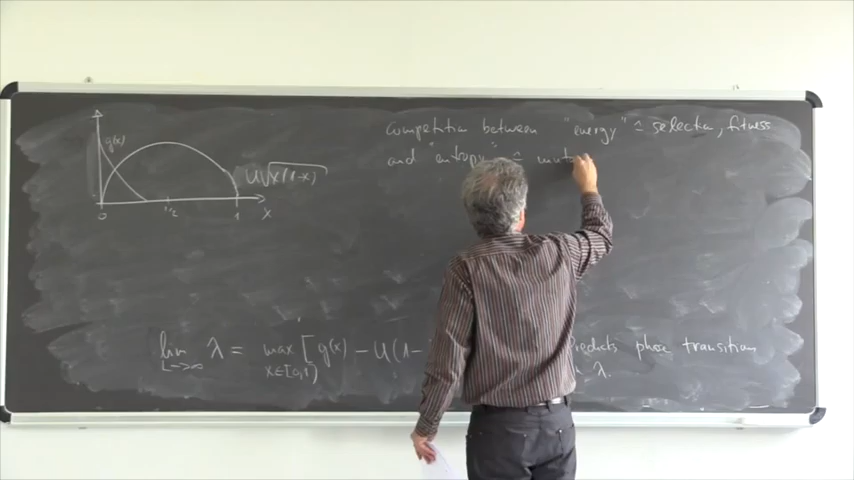 Competition between "energy" ≙ selection, fitness
and "entropy" ≙ mut
g(x)
U√x(1-x)
0 1/2 1 x
lim λ = max [g(x) - U(1- predicts phase transition
L→∞ x∈[0,1] λ.